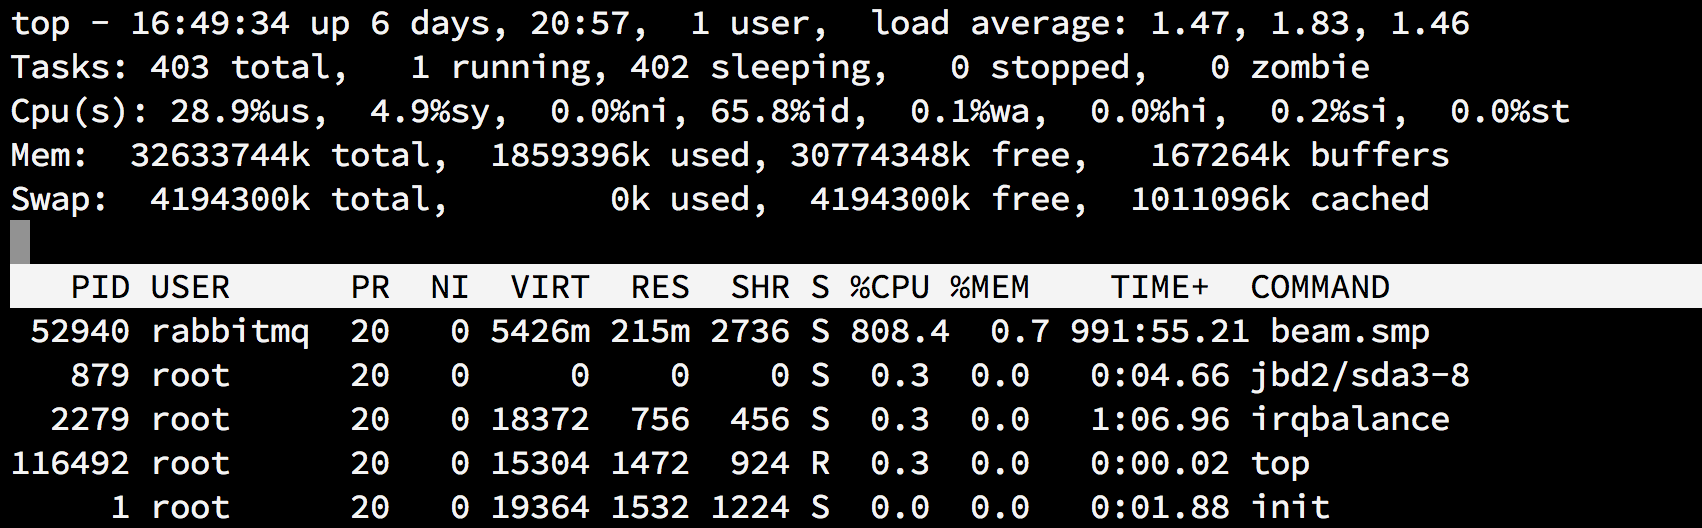 top - 16:49:34 up 6 days, 20:57,  1 user,  load average: 1.47, 1.83, 1.46
Tasks: 403 total,   1 running, 402 sleeping,   0 stopped,   0 zombie
Cpu(s): 28.9%us,  4.9%sy,  0.0%ni, 65.8%id,  0.1%wa,  0.0%hi,  0.2%si,  0.0%st
Mem:  32633744k total,  1859396k used, 30774348k free,   167264k buffers
Swap:  4194300k total,        0k used,  4194300k free,  1011096k cached
   PID USER      PR  NI  VIRT  RES  SHR S %CPU %MEM    TIME+  COMMAND
 52940 rabbitmq  20   0 5426m 215m 2736 S 808.4  0.7 991:55.21 beam.smp
   879 root      20   0     0    0    0 S  0.3  0.0   0:04.66 jbd2/sda3-8
  2279 root      20   0 18372  756  456 S  0.3  0.0   1:06.96 irqbalance
116492 root      20   0 15304 1472  924 R  0.3  0.0   0:00.02 top
     1 root      20   0 19364 1532 1224 S  0.0  0.0   0:01.88 init